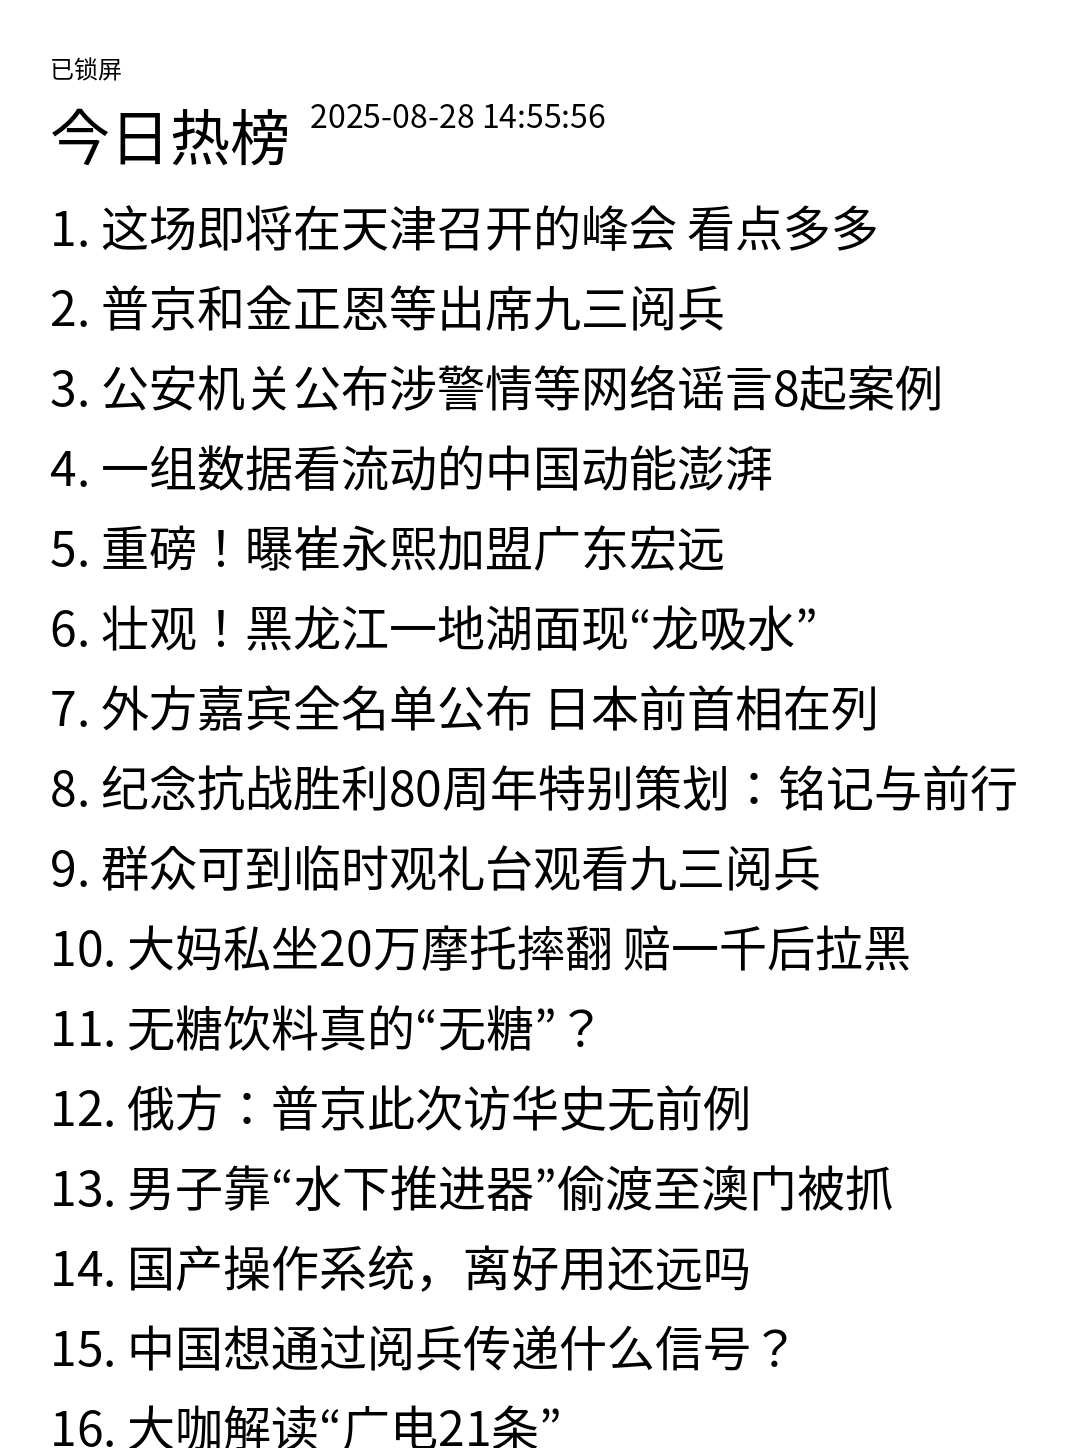 已锁屏
今日热榜 2025-08-28 14:55:56
1. 这场即将在天津召开的峰会 看点多多
2. 普京和金正恩等出席九三阅兵
3. 公安机关公布涉警情等网络谣言8起案例
4. 一组数据看流动的中国动能澎湃
5. 重磅！曝崔永熙加盟广东宏远
6. 壮观！黑龙江一地湖面现“龙吸水”
7. 外方嘉宾全名单公布 日本前首相在列
8. 纪念抗战胜利80周年特别策划：铭记与前行
9. 群众可到临时观礼台观看九三阅兵
10. 大妈私坐20万摩托摔翻 赔一千后拉黑
11. 无糖饮料真的“无糖”？
12. 俄方：普京此次访华史无前例
13. 男子靠“水下推进器”偷渡至澳门被抓
14. 国产操作系统，离好用还远吗
15. 中国想通过阅兵传递什么信号？
16. 大咖解读“广电21条”